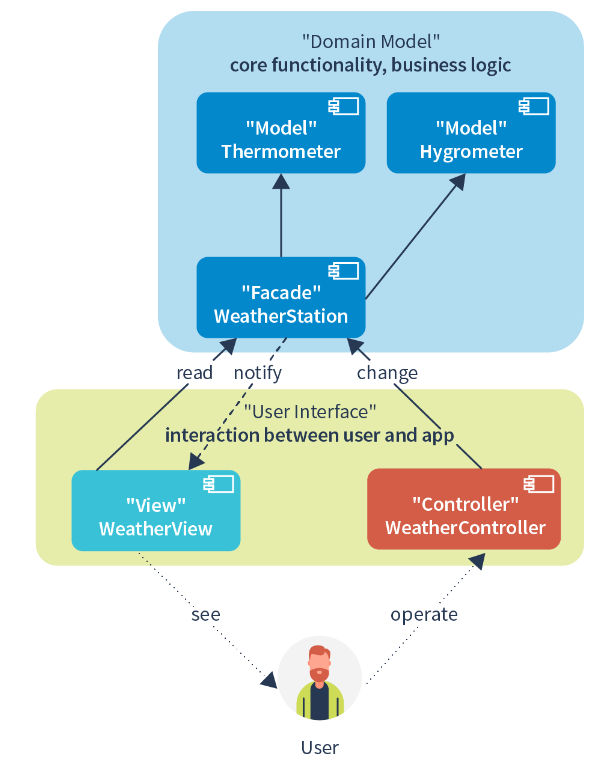 "Domain Model"
core functionality, business logic
"Model"
Thermometer
"Model"
Hygrometer
"Facade"
WeatherStation
read
notify
change
"User Interface"
interaction between user and app
"View"
WeatherView
"Controller"
WeatherController
see
operate
User